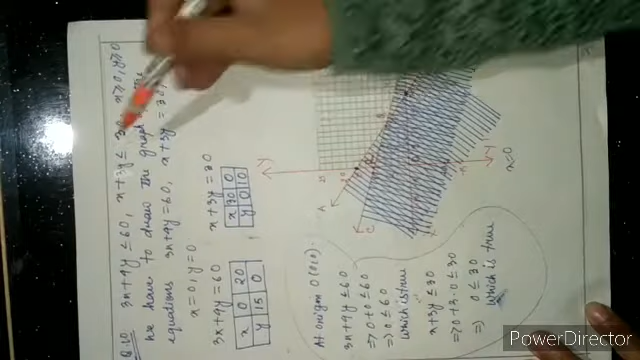 Q.10. 3x+4y≤60, x+3y≤30, x≥0, y≥0
we have to draw the graph the
equations 3x+4y=60, x+3y=30,
x=0, y=0
3x+4y=60
x 0 20
y 15 0
x+3y=30
x 30 0
y 0 10
At origin O(0,0).
3x+4y≤60
⇒ 0+0≤60
⇒ 0≤60
which is true
x+3y≤30
⇒ 0+3.0≤30
⇒ 0≤30
which is true
x=0
PowerDirector